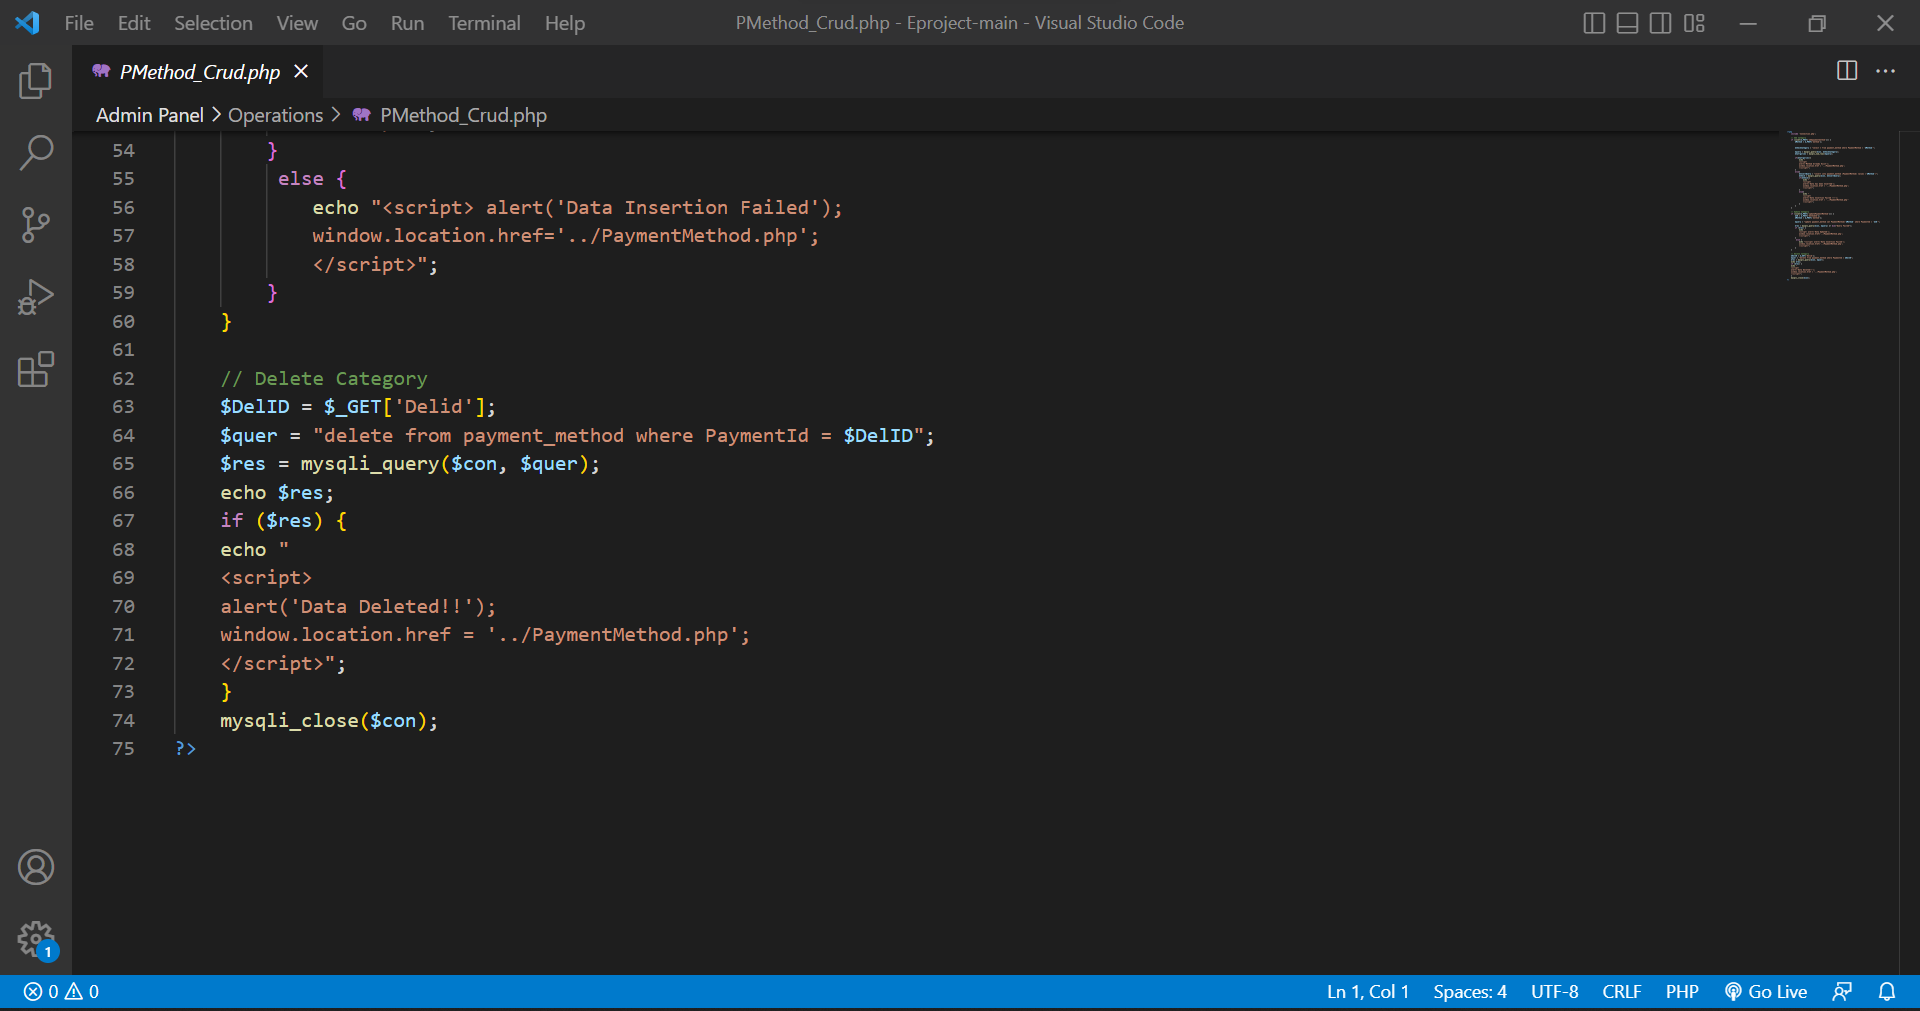 File Edit Selection View Go Run Terminal Help PMethod_Crud.php - Eproject-main - Visual Studio Code
PMethod_Crud.php
Admin Panel > Operations > PMethod_Crud.php
54 }
55 else {
56 echo "<script> alert('Data Insertion Failed');
57 window.location.href='../PaymentMethod.php';
58 </script>";
59 }
60 }
61
62 // Delete Category
63 $DelID = $_GET['Delid'];
64 $quer = "delete from payment_method where PaymentId = $DelID";
65 $res = mysqli_query($con, $quer);
66 echo $res;
67 if ($res) {
68 echo "
69 <script>
70 alert('Data Deleted!!');
71 window.location.href = '../PaymentMethod.php';
72 </script>";
73 }
74 mysqli_close($con);
75 ?>
1
0 0 Ln 1, Col 1 Spaces: 4 UTF-8 CRLF PHP Go Live